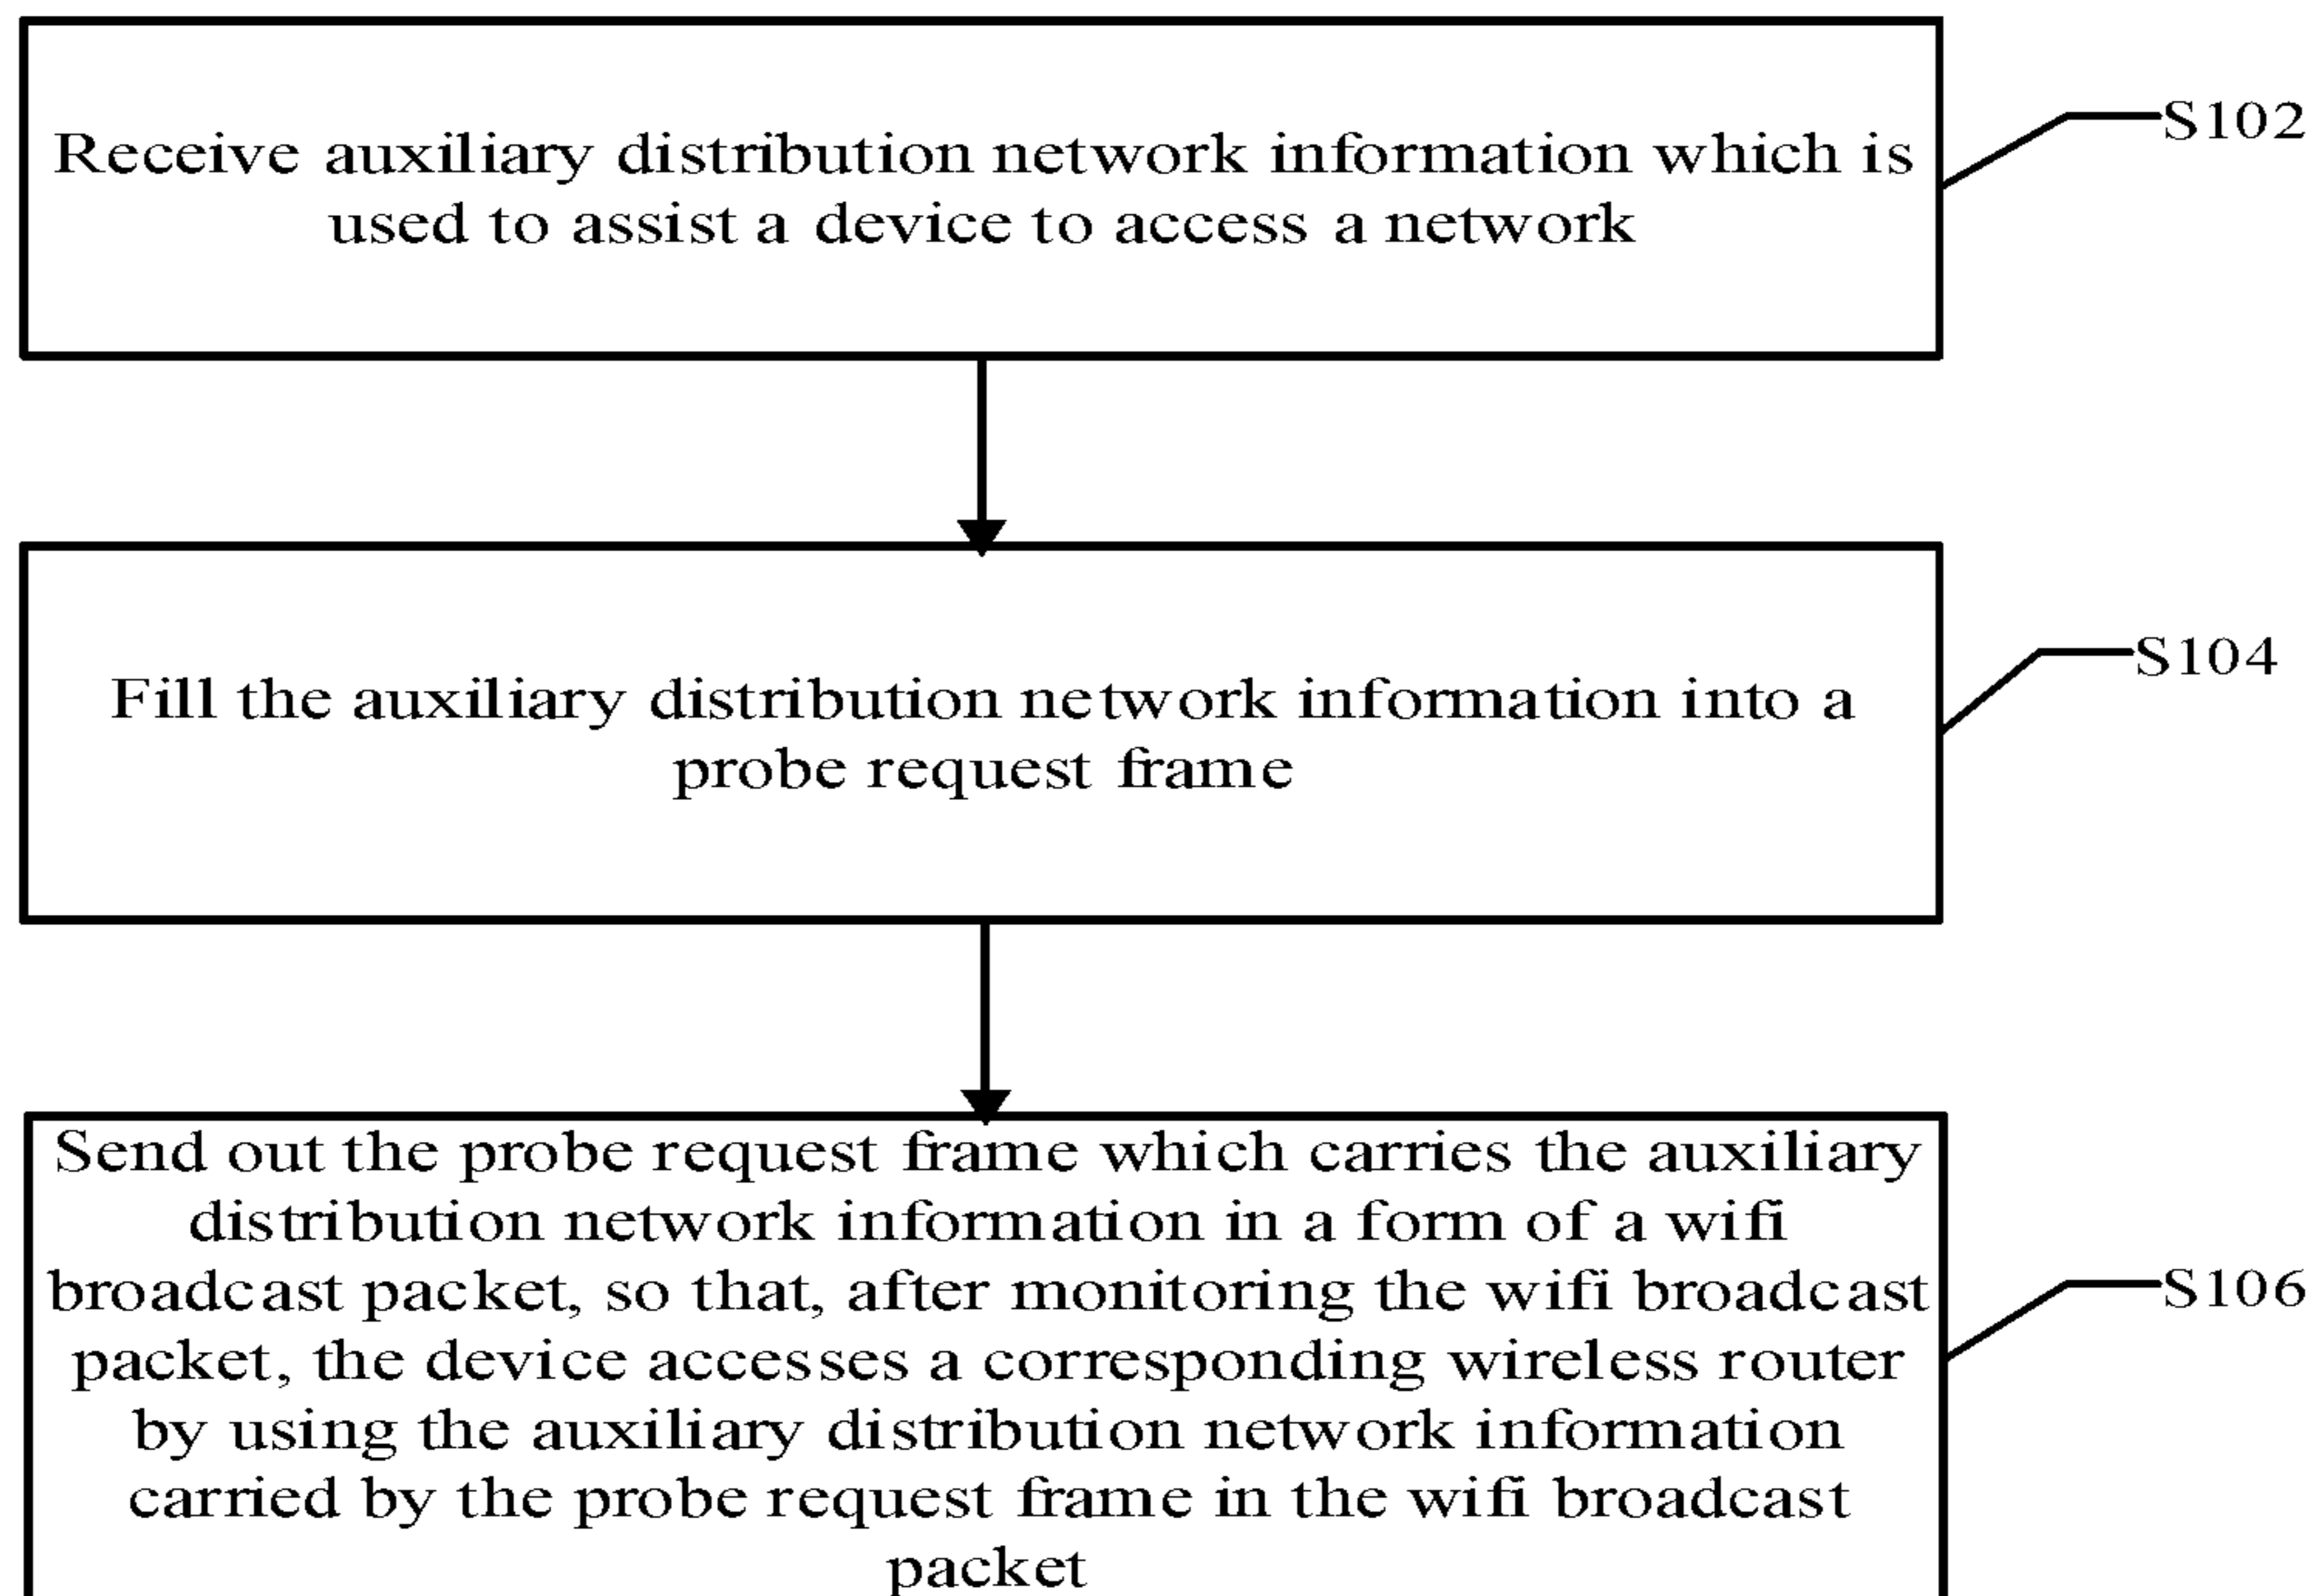 Receive auxiliary distribution network information which is
used to assist a device to access a network
S102
Fill the auxiliary distribution network information into a
probe request frame
S104
Send out the probe request frame which carries the auxiliary
distribution network information in a form of a wifi
broadcast packet, so that, after monitoring the wifi broadcast
packet, the device accesses a corresponding wireless router
by using the auxiliary distribution network information
carried by the probe request frame in the wifi broadcast
packet
S106